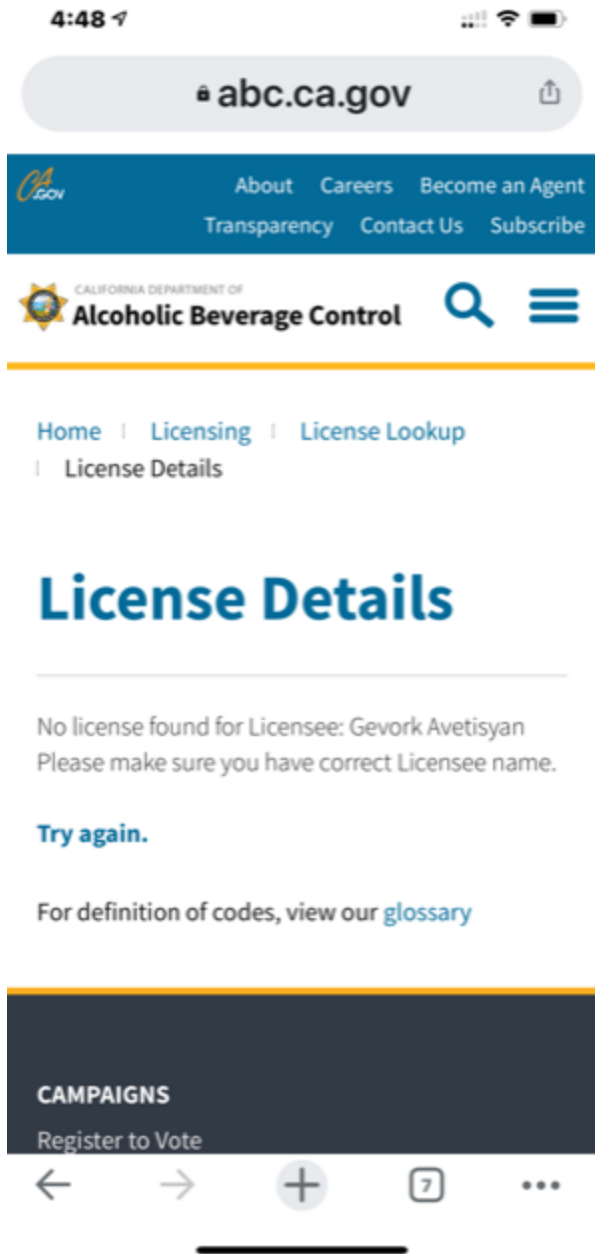 4:48
abc.ca.gov
CA
.GOV
About Careers Become an Agent
Transparency Contact Us Subscribe
CALIFORNIA DEPARTMENT OF
Alcoholic Beverage Control
Home | Licensing | License Lookup
| License Details
License Details
No license found for Licensee: Gevork Avetisyan
Please make sure you have correct Licensee name.
Try again.
For definition of codes, view our glossary
CAMPAIGNS
Register to Vote
7